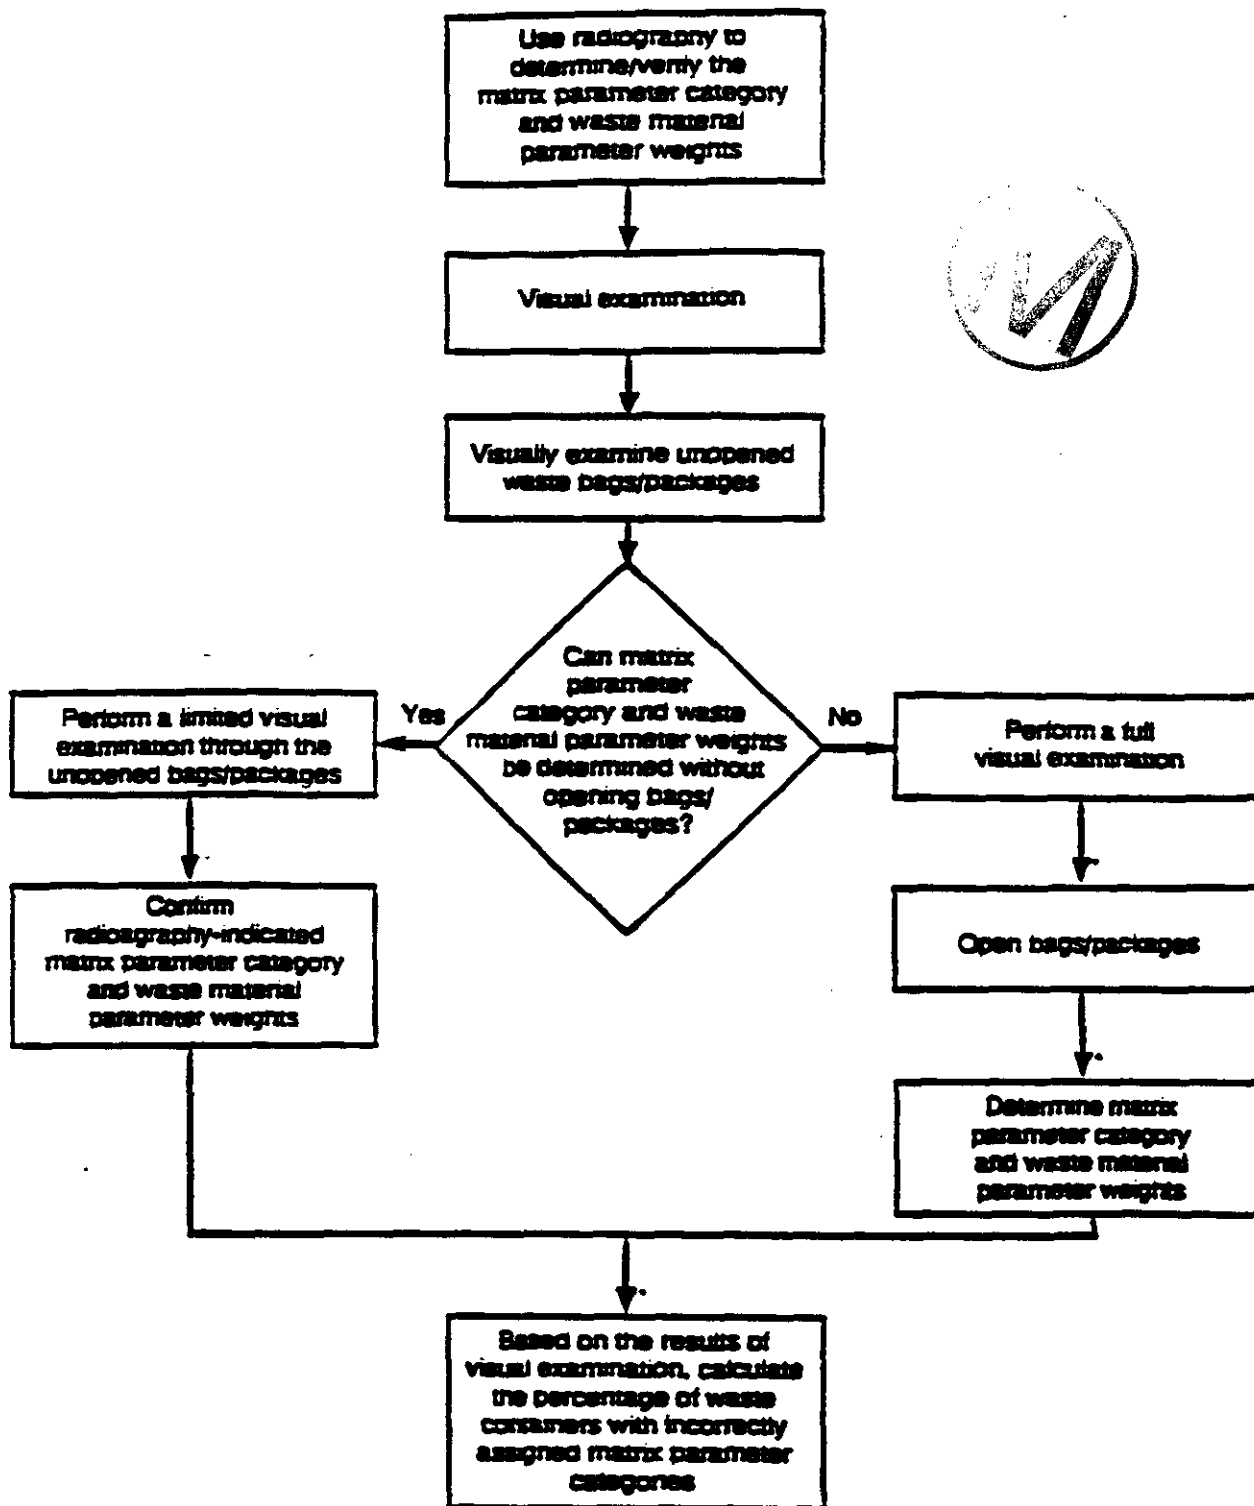 Use radiography to
determine/verify the
matrix parameter category
and waste material
parameter weights
Visual examination
Visually examine unopened
waste bags/packages
Can matrix
parameter
category and waste
material parameter weights
be determined without
opening bags/
packages?
Yes
No
Perform a limited visual
examination through the
unopened bags/packages
Perform a full
visual examination
Confirm
radioagraphy-indicated
matrix parameter category
and waste material
parameter weights
Open bags/packages
Determine matrix
parameter category
and waste material
parameter weights
Based on the results of
visual examination, calculate
the percentage of waste
containers with incorrectly
assigned matrix parameter
categories